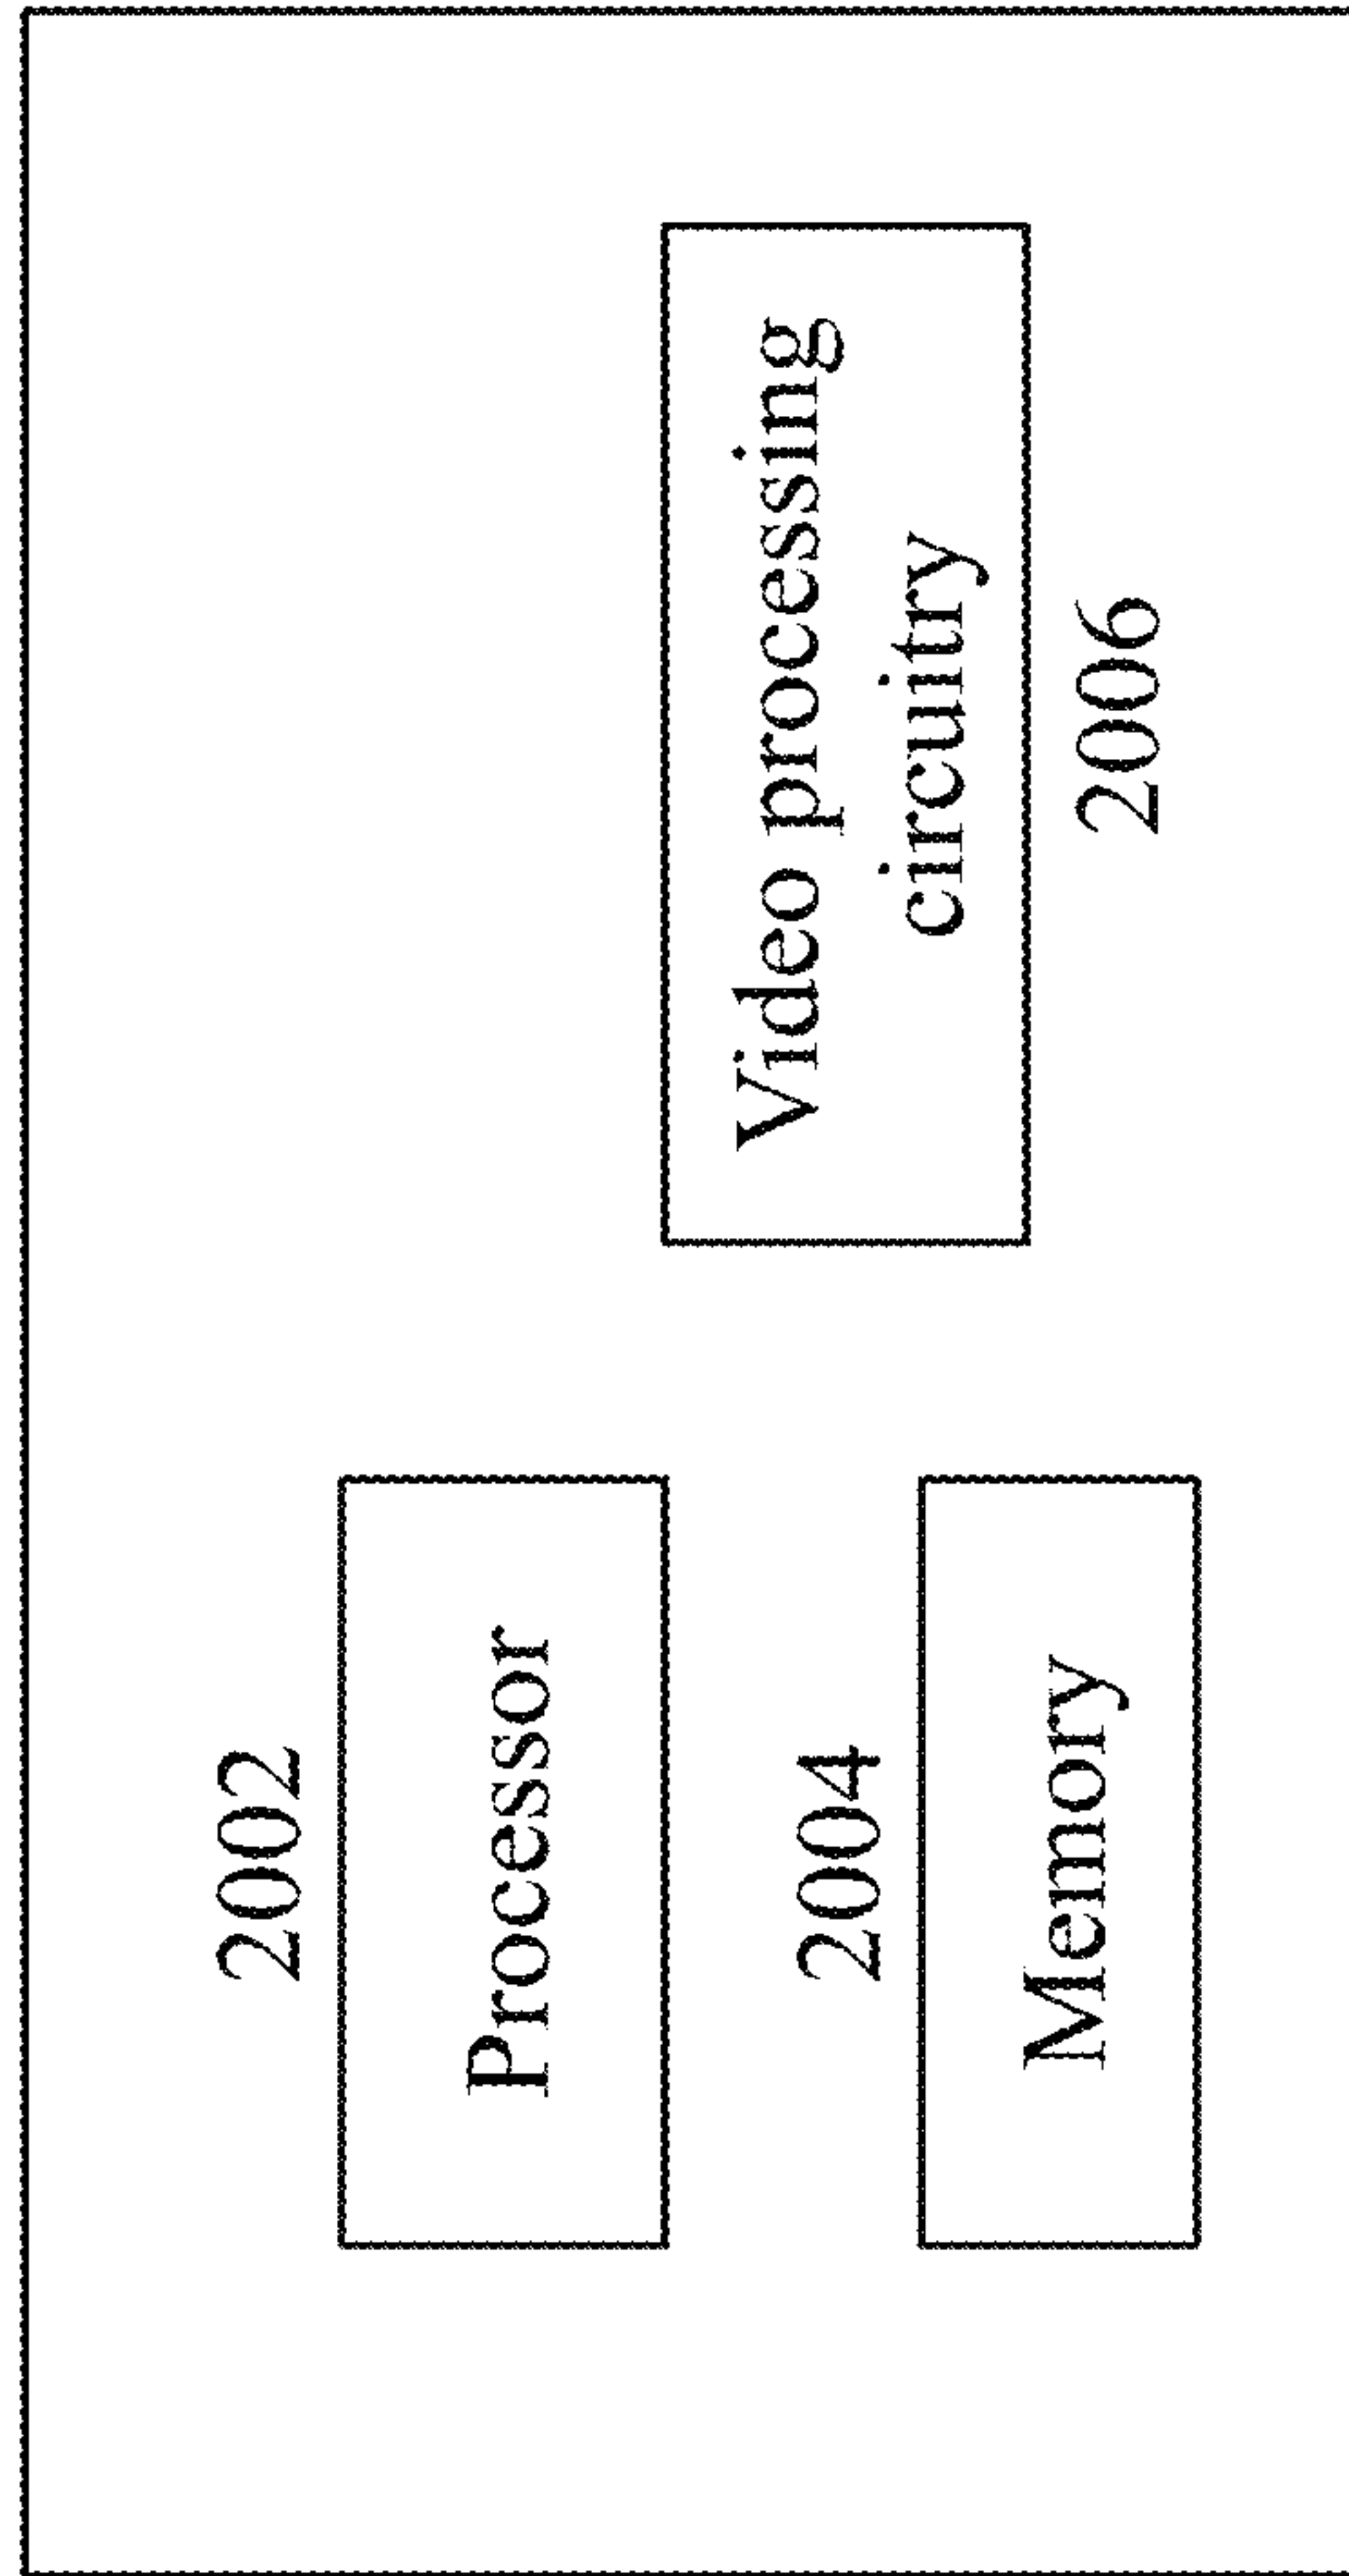 2002
Processor
2004
Memory
Video processing
circuitry
2006